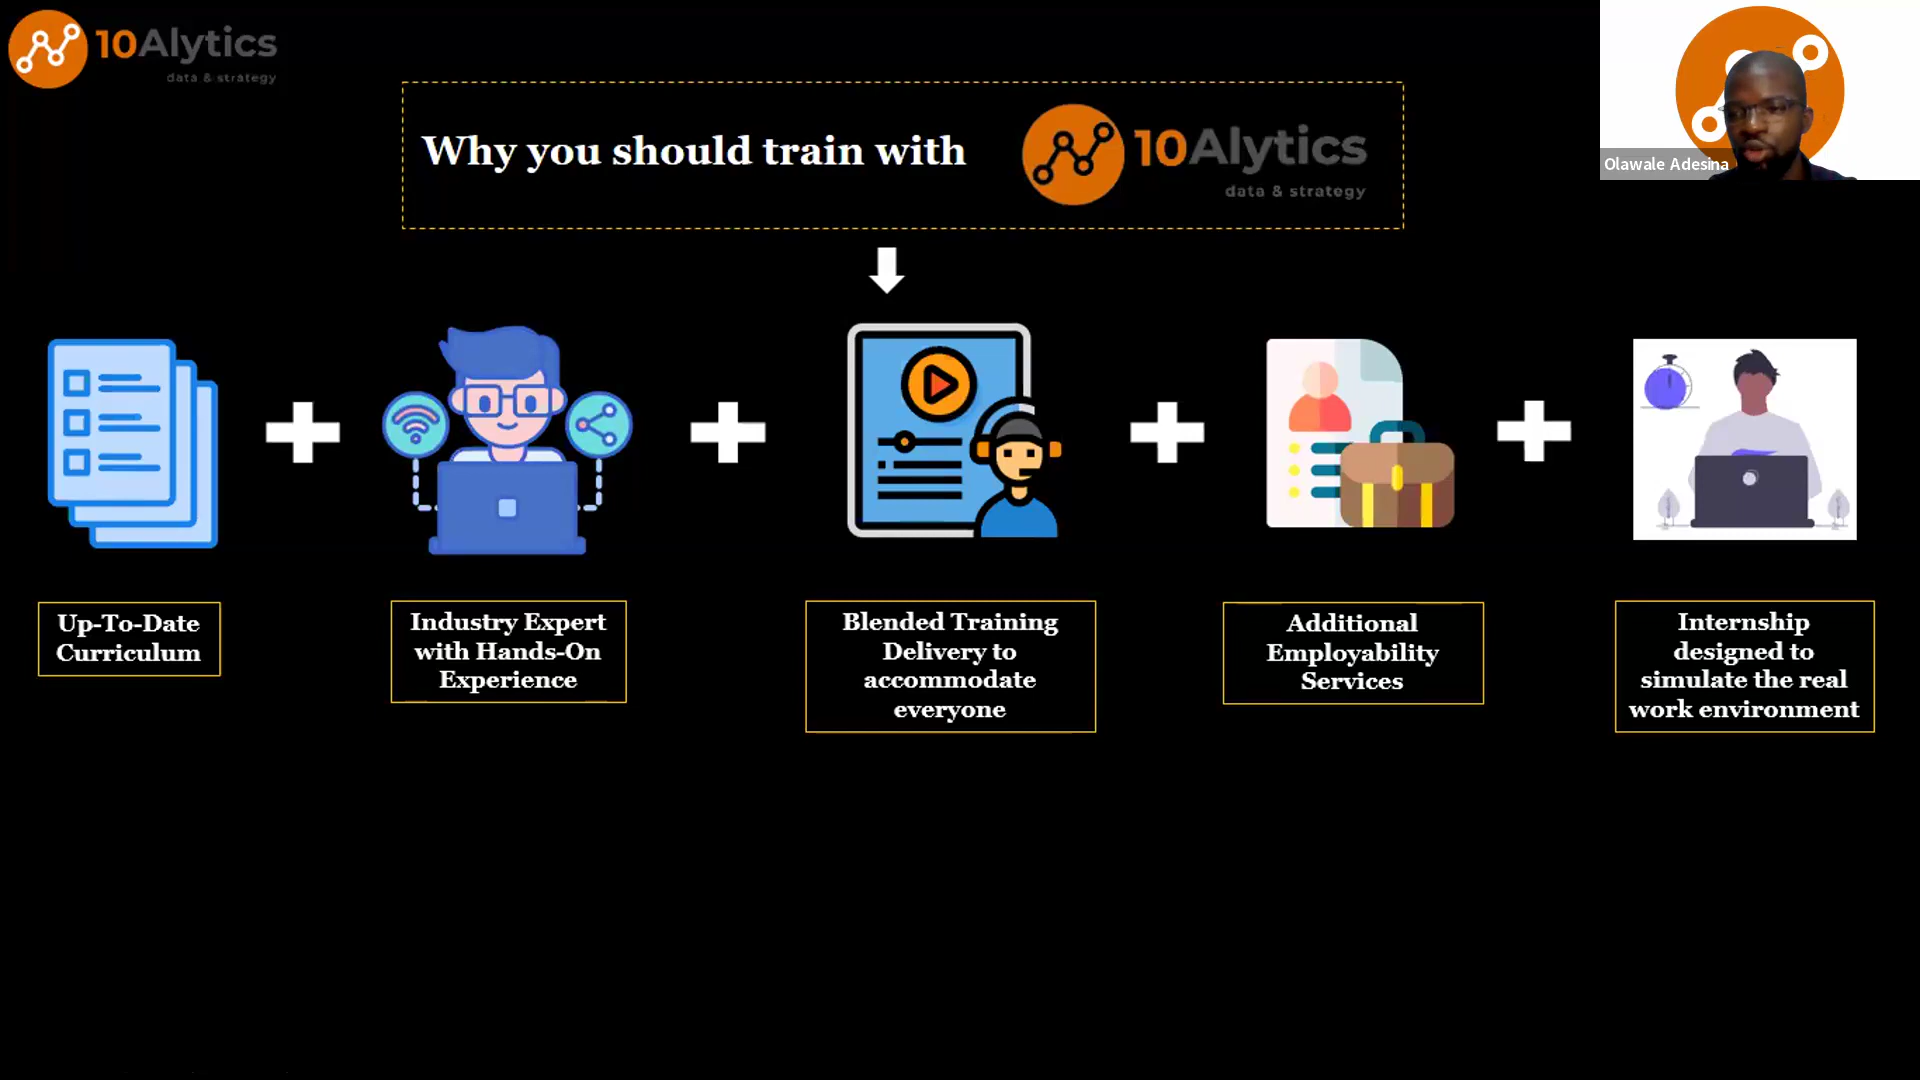 10Alytics
data & strategy
Why you should train with
10Alytics
data & strategy
Olawale Adesina
Up-To-Date
Curriculum
Industry Expert
with Hands-On
Experience
Blended Training
Delivery to
accommodate
everyone
Additional
Employability
Services
Internship
designed to
simulate the real
work environment